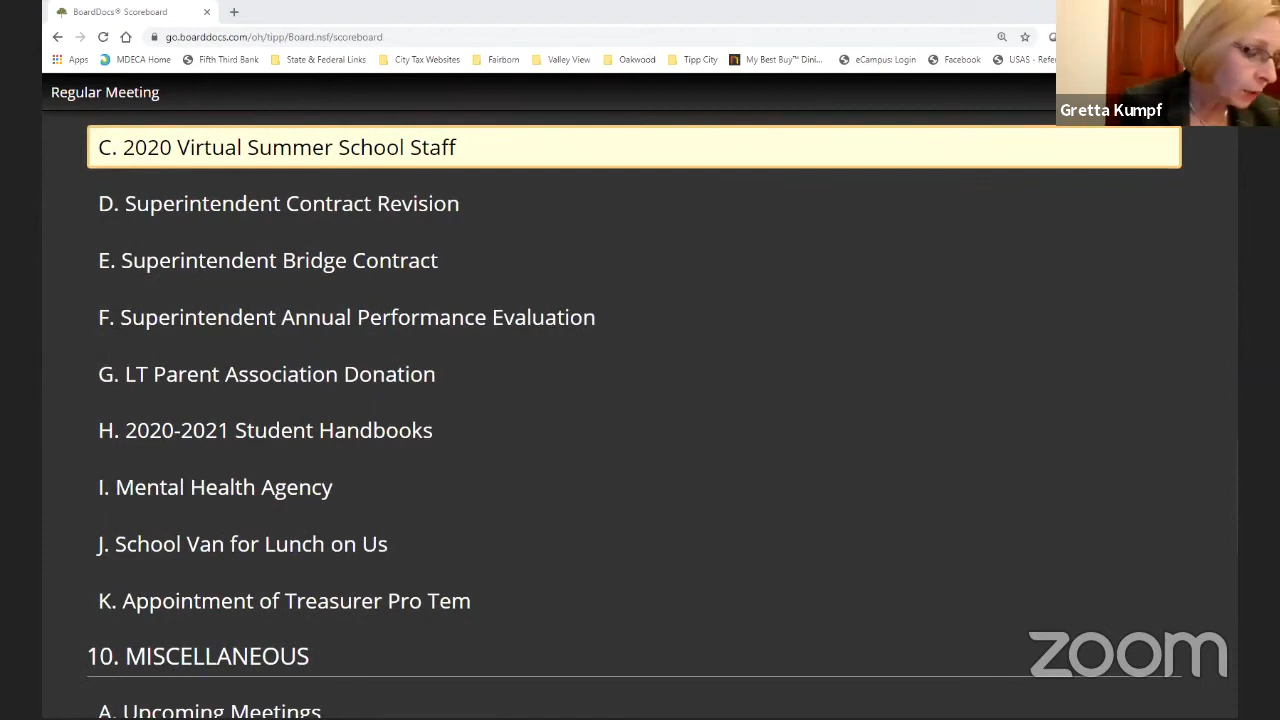 BoardDocs® Scoreboard
go.boarddocs.com/oh/tipp/Board.nsf/scoreboard
Apps MDECA Home Fifth Third Bank State & Federal Links City Tax Websites Fairborn Valley View Oakwood Tipp City My Best Buy™ Dini... eCampus: Login Facebook USAS - Refer
Regular Meeting
Gretta Kumpf
C. 2020 Virtual Summer School Staff
D. Superintendent Contract Revision
E. Superintendent Bridge Contract
F. Superintendent Annual Performance Evaluation
G. LT Parent Association Donation
H. 2020-2021 Student Handbooks
I. Mental Health Agency
J. School Van for Lunch on Us
K. Appointment of Treasurer Pro Tem
10. MISCELLANEOUS
A. Upcoming Meetings
zoom